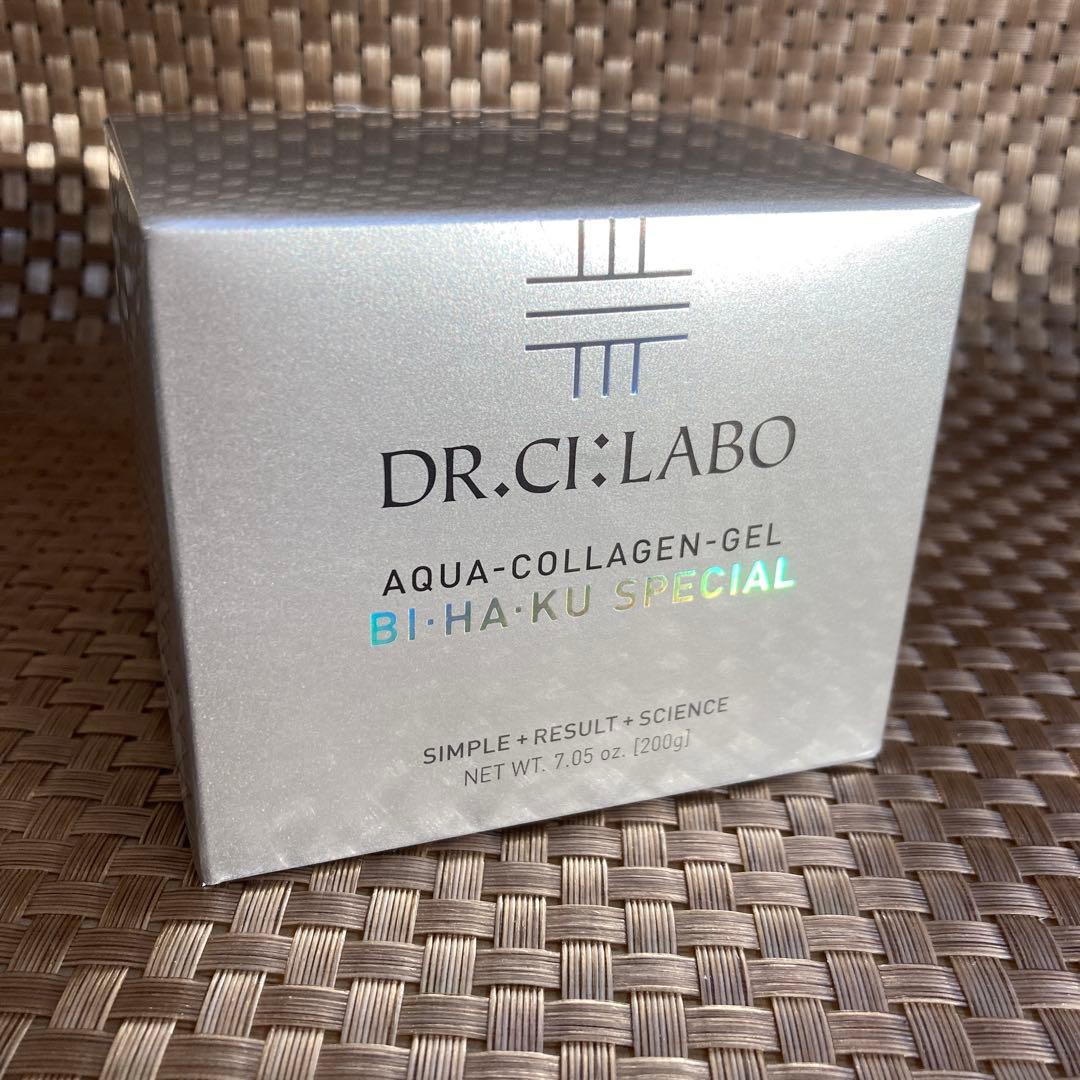 DR.CI:LABO
AQUA-COLLAGEN-GEL
BI·HA·KU SPECIAL
SIMPLE+RESULT+SCIENCE
NET WT. 7.05 oz. [200g]